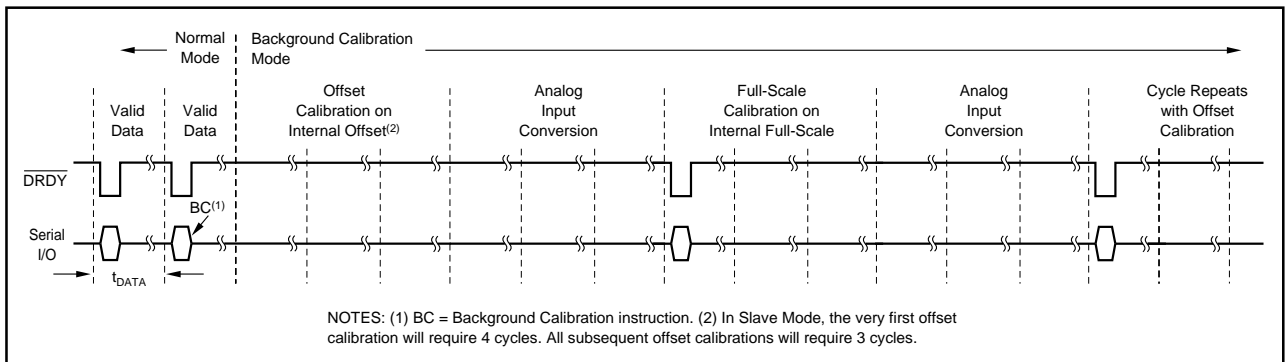 Normal
Mode
Background Calibration
Mode
Valid
Data
Valid
Data
Offset
Calibration on
Internal Offset(2)
Analog
Input
Conversion
Full-Scale
Calibration on
Internal Full-Scale
Analog
Input
Conversion
Cycle Repeats
with Offset
Calibration
DRDY
BC(1)
Serial
I/O
tDATA
NOTES: (1) BC = Background Calibration instruction. (2) In Slave Mode, the very first offset
calibration will require 4 cycles. All subsequent offset calibrations will require 3 cycles.